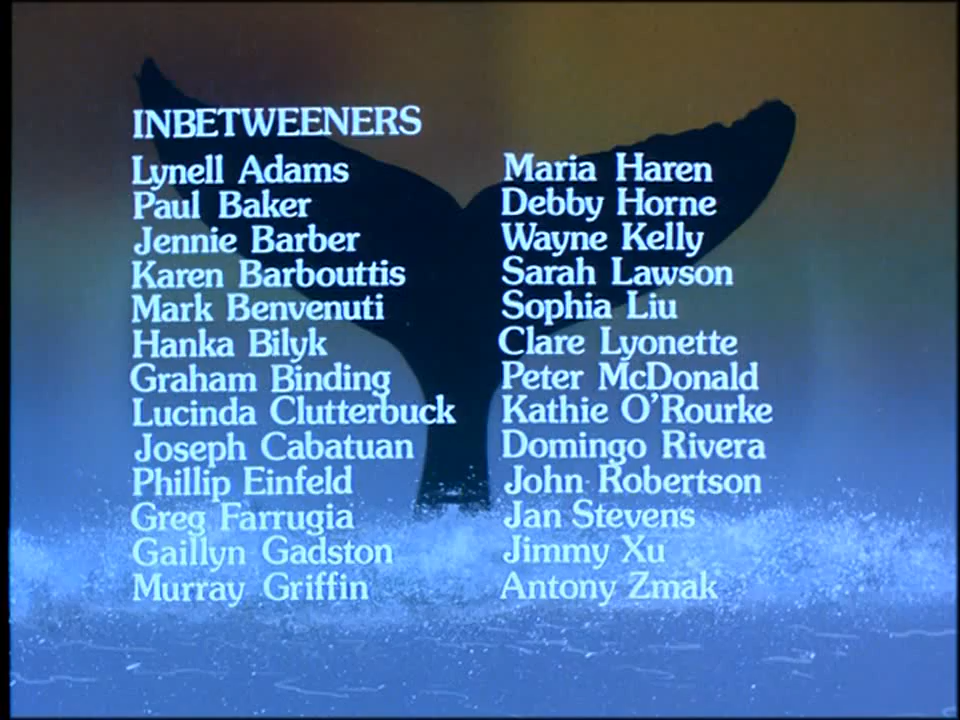 INBETWEENERS
Lynell Adams
Paul Baker
Jennie Barber
Karen Barbouttis
Mark Benvenuti
Hanka Bilyk
Graham Binding
Lucinda Clutterbuck
Joseph Cabatuan
Phillip Einfeld
Greg Farrugia
Gaillyn Gadston
Murray Griffin
Maria Haren
Debby Horne
Wayne Kelly
Sarah Lawson
Sophia Liu
Clare Lyonette
Peter McDonald
Kathie O'Rourke
Domingo Rivera
John Robertson
Jan Stevens
Jimmy Xu
Antony Zmak